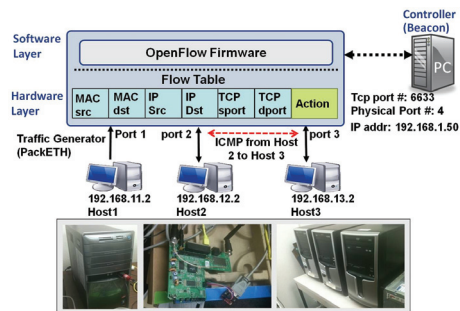 Software
Layer
OpenFlow Firmware
Controller
(Beacon)
PC
Flow Table
Hardware
Layer
MAC
src
MAC
dst
IP
Src
IP
Dst
TCP
sport
TCP
dport
Action
Tcp port #: 6633
Physical Port #: 4
IP addr: 192.168.1.50
Traffic Generator
(PackETH)
Port 1
port 2
port 3
ICMP from Host
2 to Host 3
192.168.11.2
Host1
192.168.12.2
Host2
192.168.13.2
Host3